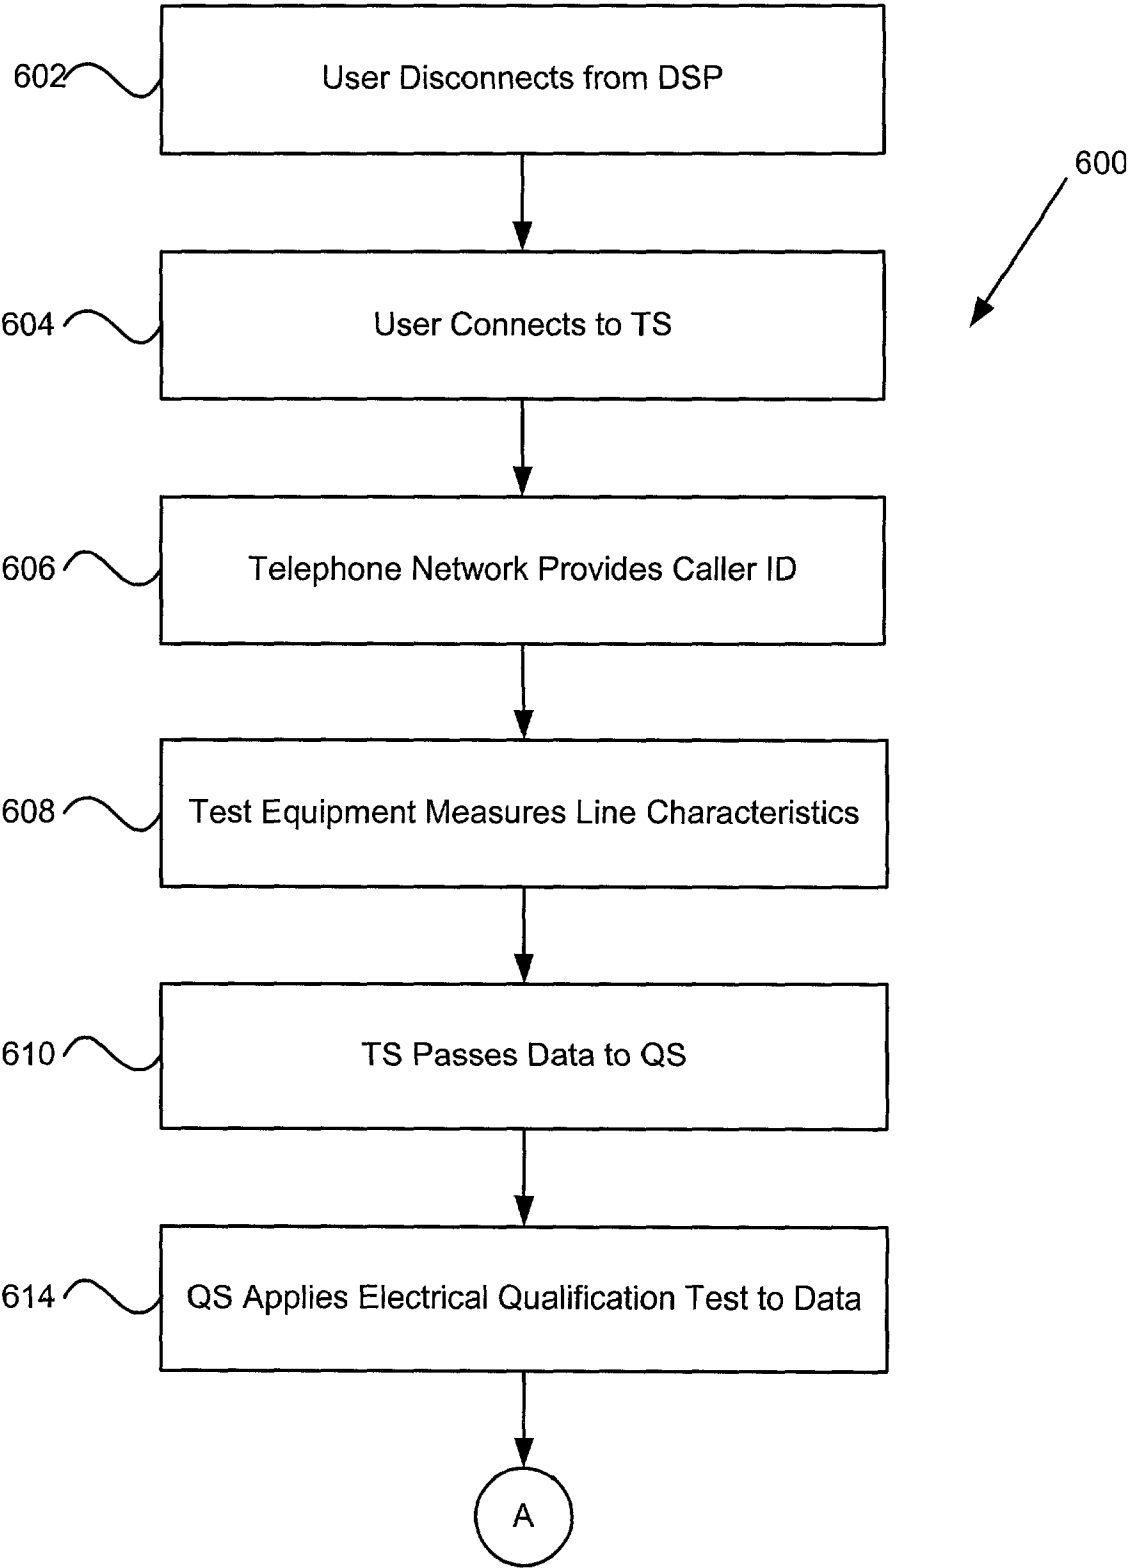 602
User Disconnects from DSP
600
604
User Connects to TS
606
Telephone Network Provides Caller ID
608
Test Equipment Measures Line Characteristics
610
TS Passes Data to QS
614
QS Applies Electrical Qualification Test to Data
A